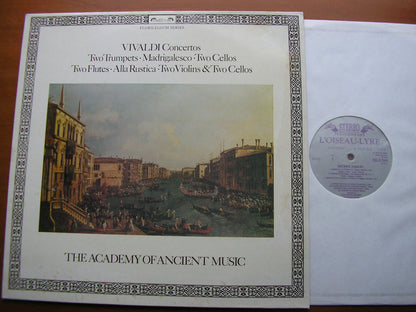 FLORILEGIUM SERIES
VIVALDI Concertos
Two Trumpets · Madrigalesco · Two Cellos
Two Flutes · Alla Rustica · Two Violins & Two Cellos
THE ACADEMY OF ANCIENT MUSIC
STEREO
L'OISEAU-LYRE